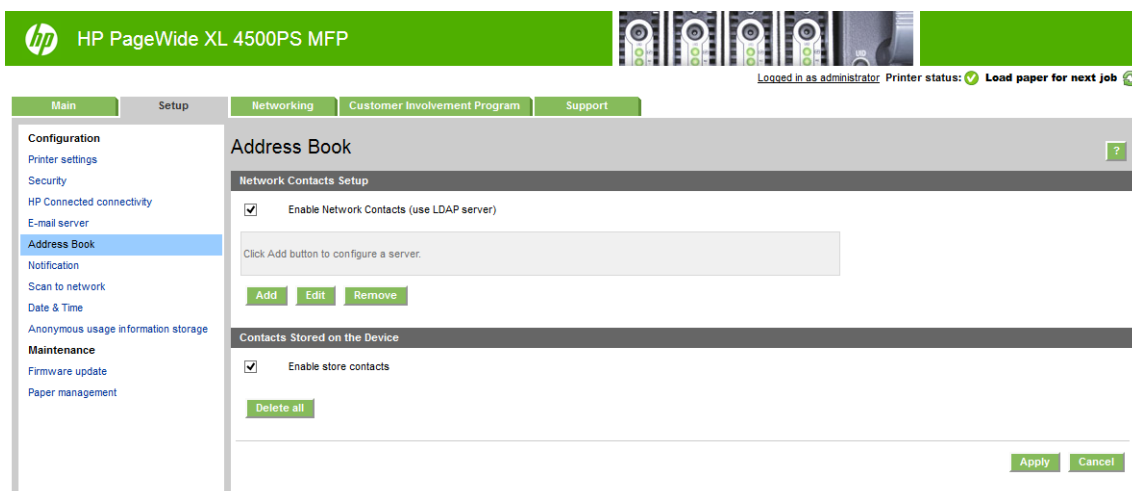 hp HP PageWide XL 4500PS MFP
UID
Logged in as administrator Printer status: Load paper for next job
Main Setup Networking Customer Involvement Program Support
Configuration
Printer settings
Security
HP Connected connectivity
E-mail server
Address Book
Notification
Scan to network
Date & Time
Anonymous usage information storage
Maintenance
Firmware update
Paper management
Address Book
?
Network Contacts Setup
Enable Network Contacts (use LDAP server)
Click Add button to configure a server.
Add Edit Remove
Contacts Stored on the Device
Enable store contacts
Delete all
Apply Cancel